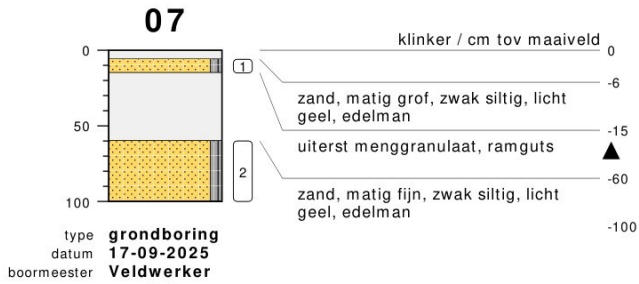 07
klinker / cm tov maaiveld
0
0
1
-6
zand, matig grof, zwak siltig, licht
geel, edelman
50
-15
uiterst menggranulaat, ramguts
2
-60
zand, matig fijn, zwak siltig, licht
geel, edelman
100
-100
type grondboring
datum 17-09-2025
boormeester Veldwerker